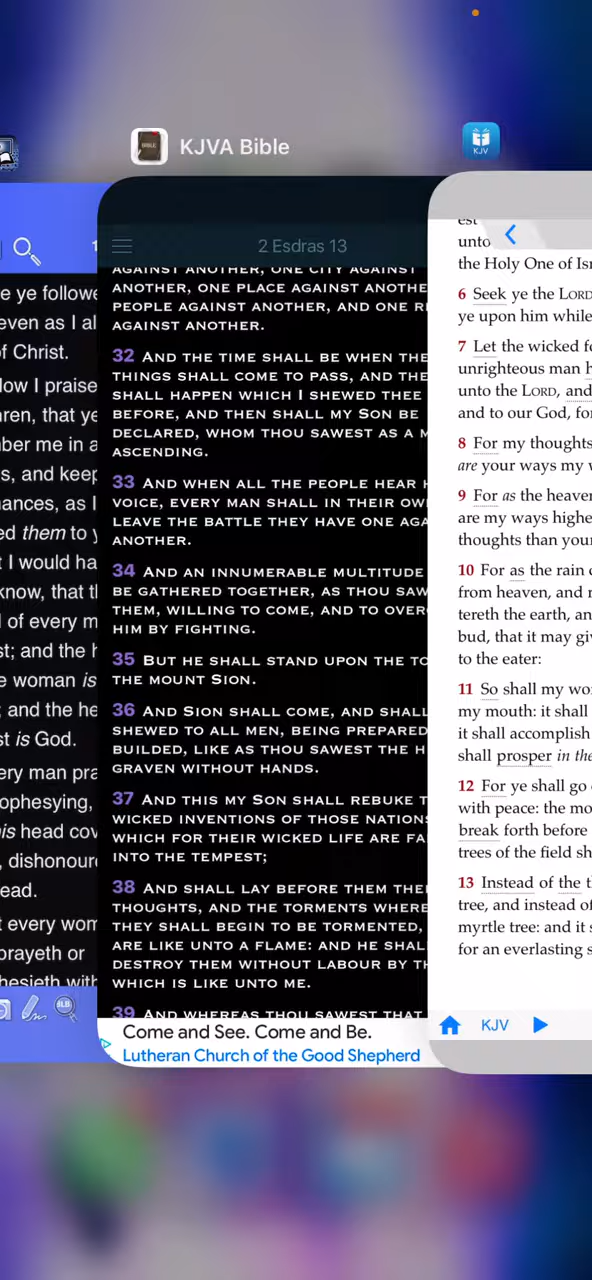 KJVA Bible
KJV
2 Esdras 13
e ye followe
even as I al
f Christ.
ow I praise
hren, that ye
ber me in a
s, and keep
nances, as I
ed them to y
t I would ha
know, that t
d of every m
st; and the h
e woman is
; and the he
st is God.
ery man pra
ophesying,
is head cov
, dishonour
ead.
t every wom
prayeth or
hesieth with
BLB
AGAINST ANOTHER, ONE CITY AGAINST
ANOTHER, ONE PLACE AGAINST ANOTHE
PEOPLE AGAINST ANOTHER, AND ONE R
AGAINST ANOTHER.
32 AND THE TIME SHALL BE WHEN THE
THINGS SHALL COME TO PASS, AND THE
SHALL HAPPEN WHICH I SHEWED THEE
BEFORE, AND THEN SHALL MY SON BE
DECLARED, WHOM THOU SAWEST AS A M
ASCENDING.
33 AND WHEN ALL THE PEOPLE HEAR H
VOICE, EVERY MAN SHALL IN THEIR OW
LEAVE THE BATTLE THEY HAVE ONE AGA
ANOTHER.
34 AND AN INNUMERABLE MULTITUDE
BE GATHERED TOGETHER, AS THOU SAW
THEM, WILLING TO COME, AND TO OVER
HIM BY FIGHTING.
35 BUT HE SHALL STAND UPON THE TO
THE MOUNT SION.
36 AND SION SHALL COME, AND SHALL
SHEWED TO ALL MEN, BEING PREPARED
BUILDED, LIKE AS THOU SAWEST THE H
GRAVEN WITHOUT HANDS.
37 AND THIS MY SON SHALL REBUKE T
WICKED INVENTIONS OF THOSE NATION
WHICH FOR THEIR WICKED LIFE ARE FA
INTO THE TEMPEST;
38 AND SHALL LAY BEFORE THEM THEI
THOUGHTS, AND THE TORMENTS WHERE
THEY SHALL BEGIN TO BE TORMENTED,
ARE LIKE UNTO A FLAME: AND HE SHAL
DESTROY THEM WITHOUT LABOUR BY TH
WHICH IS LIKE UNTO ME.
39 AND WHEREAS THOU SAWEST THAT
Come and See. Come and Be.
Lutheran Church of the Good Shepherd
est
unto
the Holy One of Isr
6 Seek ye the LORD
ye upon him while
7 Let the wicked fo
unrighteous man h
unto the LORD, and
and to our God, for
8 For my thoughts
are your ways my w
9 For as the heaven
are my ways highe
thoughts than your
10 For as the rain c
from heaven, and r
tereth the earth, an
bud, that it may giv
to the eater:
11 So shall my wo
my mouth: it shall
it shall accomplish
shall prosper in the
12 For ye shall go
with peace: the mo
break forth before
trees of the field sh
13 Instead of the t
tree, and instead of
myrtle tree: and it s
for an everlasting s
KJV